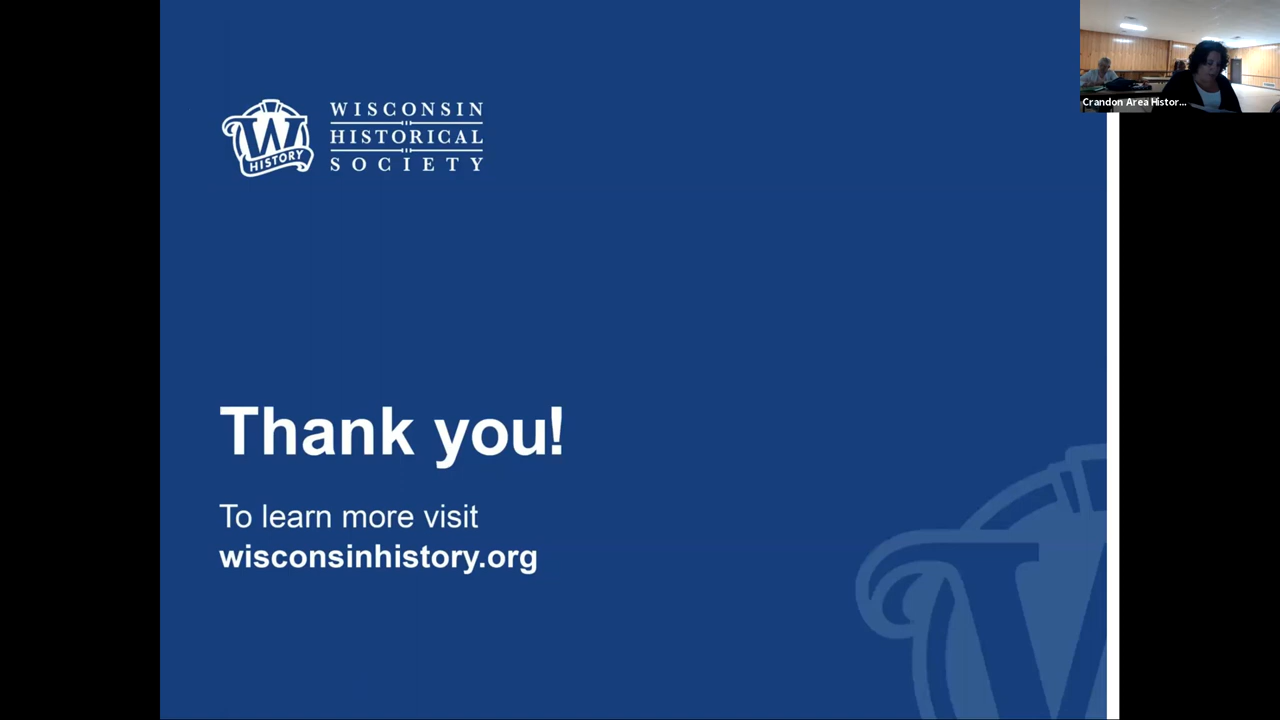 WISCONSIN
HISTORICAL
SOCIETY
W
HISTORY
Thank you!
To learn more visit
wisconsinhistory.org
Crandon Area Histor...